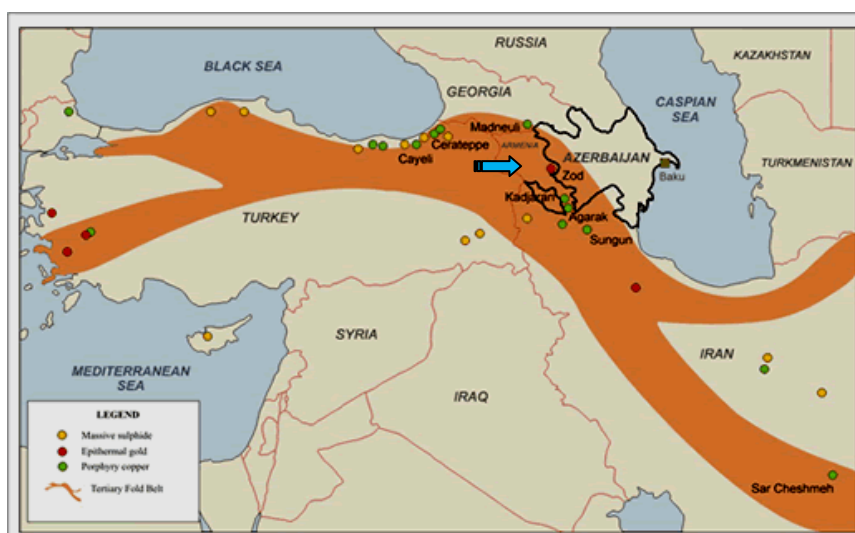 RUSSIA
KAZAKHSTAN
BLACK SEA
GEORGIA
CASPIAN
SEA
Madneuli
ARMENIA
Cerateppe
AZERBAIJAN
Cayeli
Zod
Baku
TURKMENISTAN
Kadjaran
TURKEY
Agarak
Sungun
SYRIA
IRAN
MEDITERRANEAN
SEA
IRAQ
LEGEND
Massive sulphide
Epithermal gold
Porphyry copper
Tertiary Fold Belt
Sar Cheshmeh